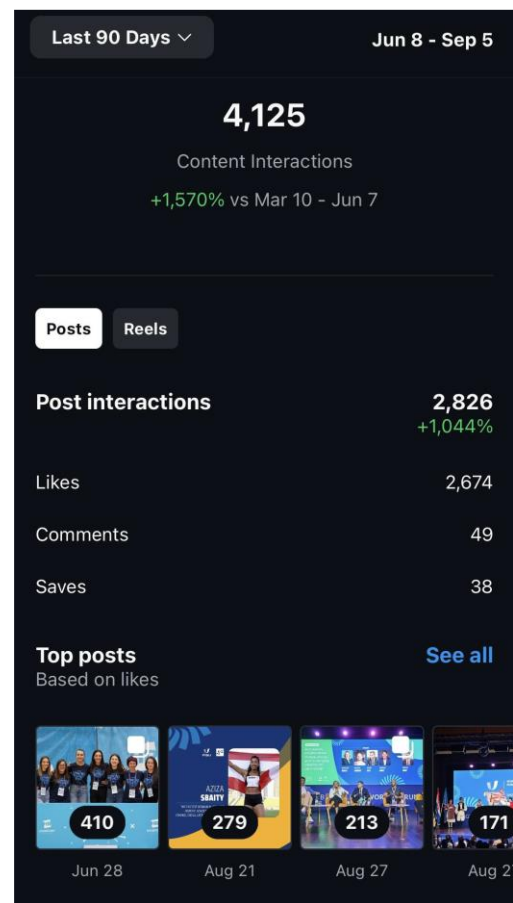 Last 90 Days
Jun 8 - Sep 5
4,125
Content Interactions
+1,570% vs Mar 10 - Jun 7
Posts Reels
Post interactions 2,826
+1,044%
Likes 2,674
Comments 49
Saves 38
Top posts See all
Based on likes
AZIZA
SBAITY
410 279 213 171
Jun 28 Aug 21 Aug 27 Aug 2